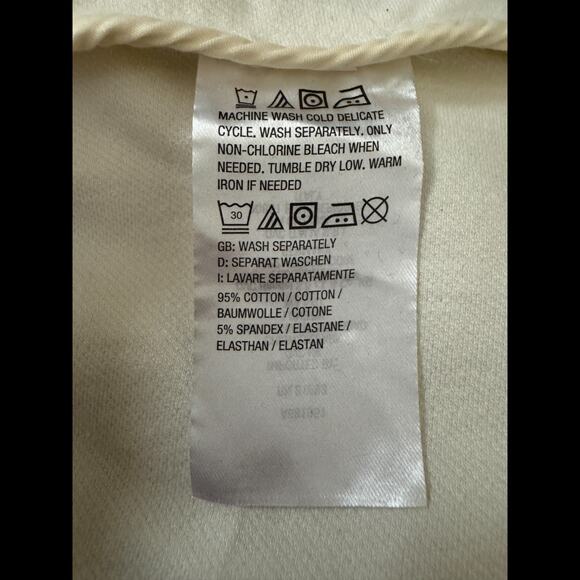 MACHINE WASH COLD DELICATE
CYCLE. WASH SEPARATELY. ONLY
NON-CHLORINE BLEACH WHEN
NEEDED. TUMBLE DRY LOW. WARM
IRON IF NEEDED
30
GB: WASH SEPARATELY
D: SEPARAT WASCHEN
I: LAVARE SEPARATAMENTE
95% COTTON / COTTON /
BAUMWOLLE / COTONE
5% SPANDEX / ELASTANE /
ELASTHAN / ELASTAN